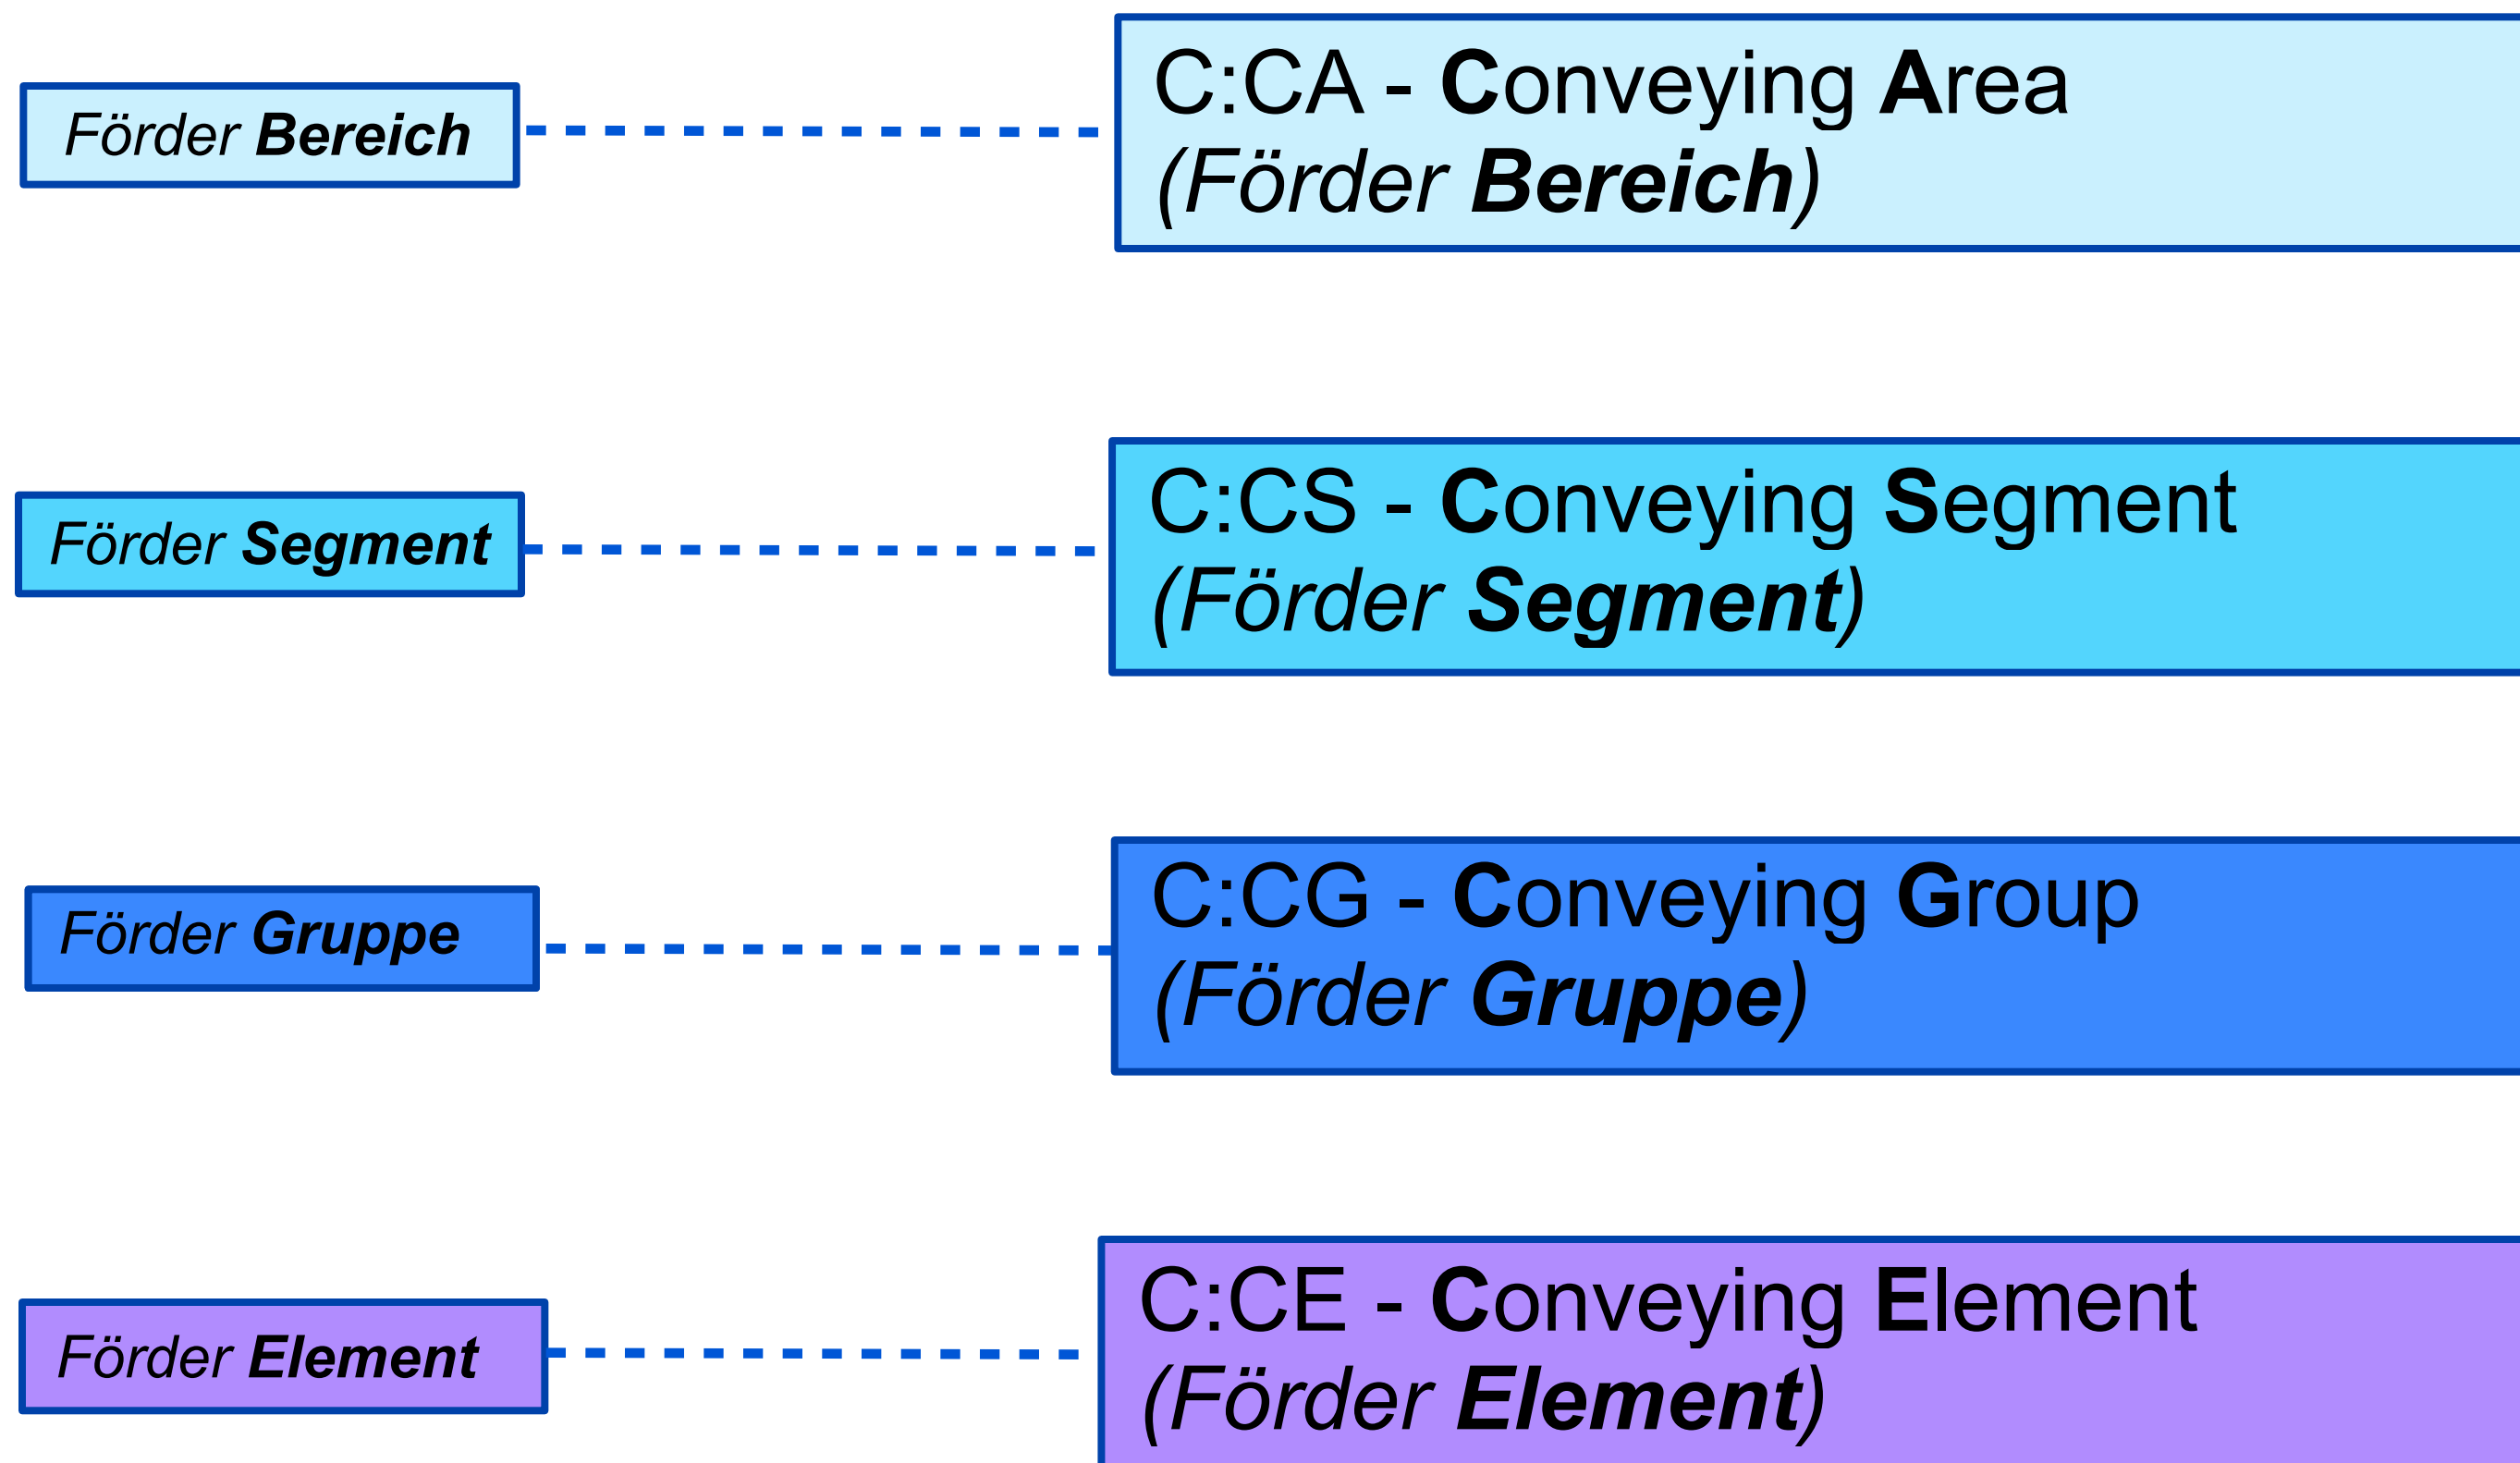 Förder Bereich
C:CA - Conveying Area
(Förder Bereich)
Förder Segment
C:CS - Conveying Segment
(Förder Segment)
Förder Gruppe
C:CG - Conveying Group
(Förder Gruppe)
Förder Element
C:CE - Conveying Element
(Förder Element)